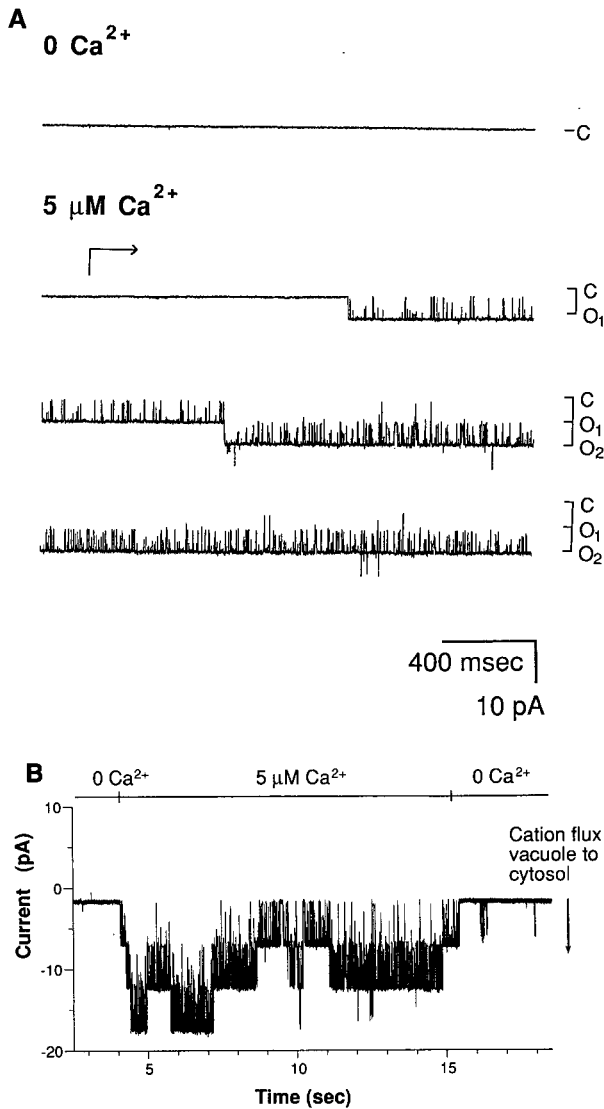 A
0 Ca²⁺
C
5 μM Ca²⁺
C
O₁
C
O₁
O₂
C
O₁
O₂
400 msec
10 pA
B
0 Ca²⁺ 5 μM Ca²⁺ 0 Ca²⁺
10
0
-10
-20
Current (pA)
Cation flux
vacuole to
cytosol
5 10 15
Time (sec)